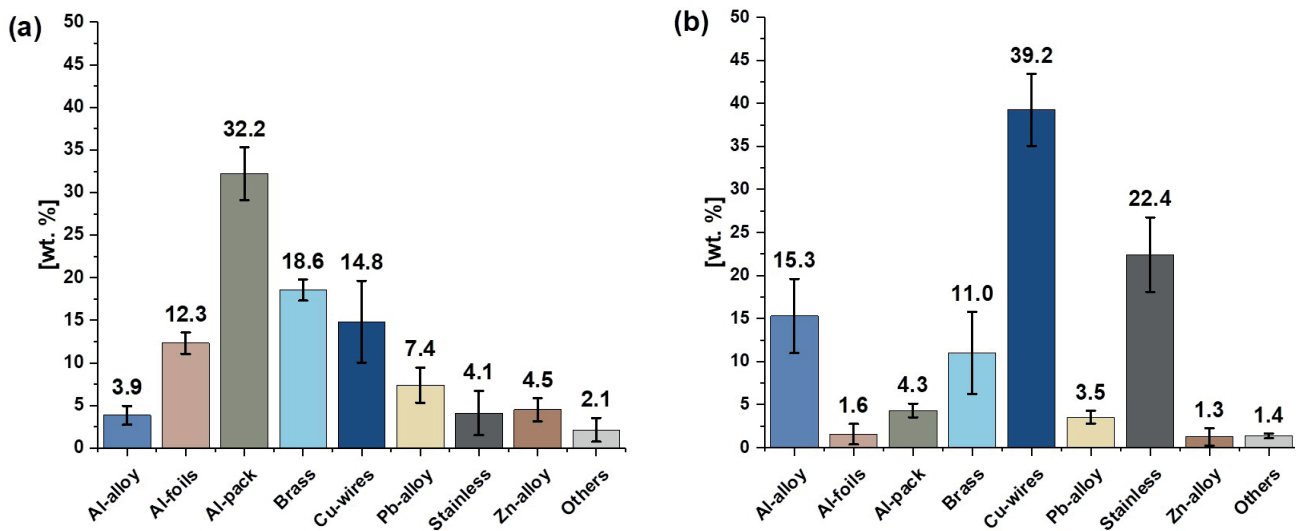 (a)
[wt. %]
50
45
40
35
30
25
20
15
10
5
0
3.9
12.3
32.2
18.6
14.8
7.4
4.1
4.5
2.1
Al-alloy
Al-foils
Al-pack
Brass
Cu-wires
Pb-alloy
Stainless
Zn-alloy
Others
(b)
[wt. %]
50
45
40
35
30
25
20
15
10
5
0
15.3
1.6
4.3
11.0
39.2
3.5
22.4
1.3
1.4
Al-alloy
Al-foils
Al-pack
Brass
Cu-wires
Pb-alloy
Stainless
Zn-alloy
Others